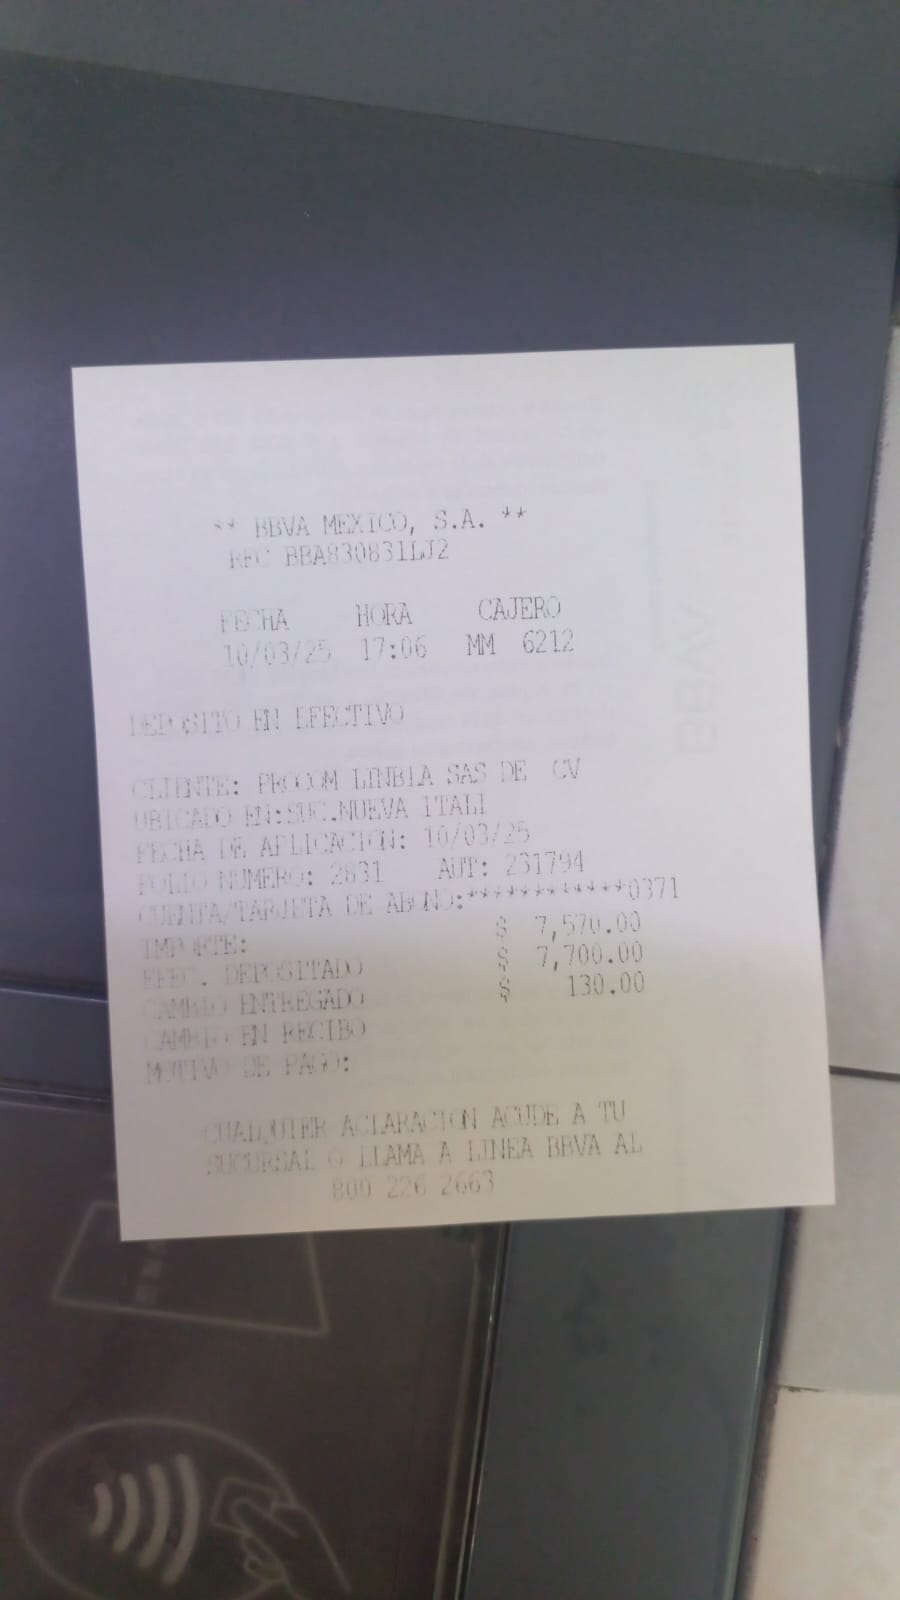 ** BBVA MEXICO, S.A. **
RFC BBA830831LJ2
FECHA HORA CAJERO
10/03/25 17:06 MM 6212
DEPOSITO EN EFECTIVO
CLIENTE: PROCOM LINBIA SAS DE CV
UBICADO EN:SUC.NUEVA ITALI
FECHA DE APLICACION: 10/03/25
FOLIO NUMERO: 2831 AUT: 231794
CUENTA/TARJETA DE ABONO:************0371
IMPORTE: $ 7,570.00
EFEC. DEPOSITADO $ 7,700.00
CAMBIO ENTREGADO $ 130.00
CAMBIO EN RECIBO
MOTIVO DE PAGO:
CUALQUIER ACLARACION ACUDE A TU
SUCURSAL O LLAMA A LINEA BBVA AL
800 226 2663
BBVA